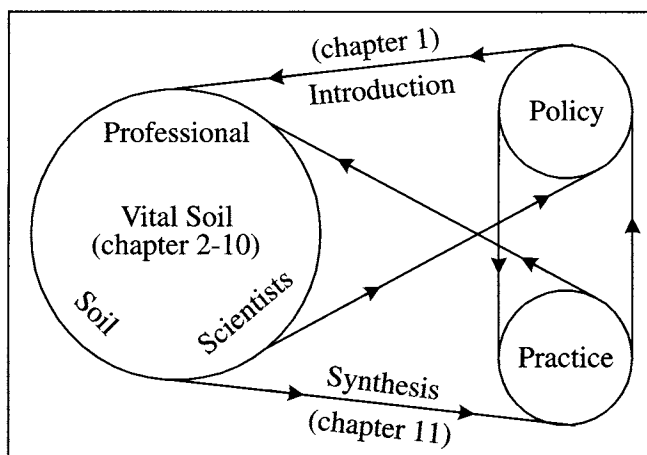 (chapter 1)
Introduction
Policy
Professional
Vital Soil
(chapter 2-10)
Soil
Scientists
Practice
Synthesis
(chapter 11)